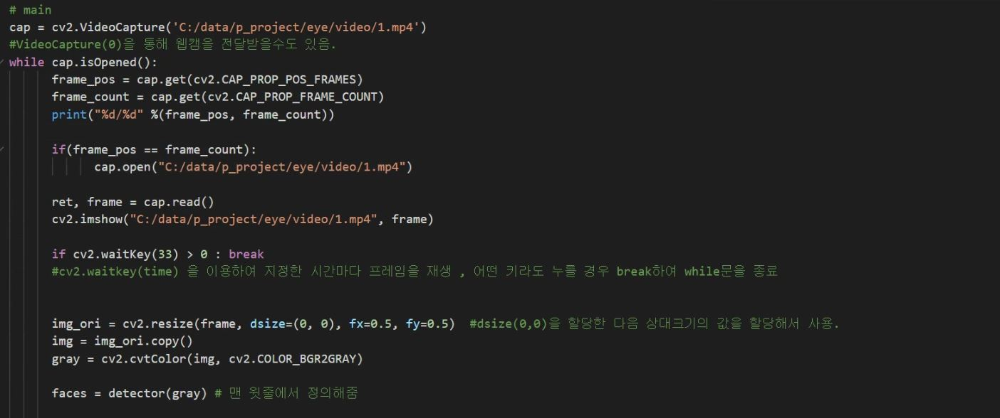 # main
cap = cv2.VideoCapture('C:/data/p_project/eye/video/1.mp4')
#VideoCapture(0)을 통해 웹캠을 전달받을수도 있음.
while cap.isOpened():
frame_pos = cap.get(cv2.CAP_PROP_POS_FRAMES)
frame_count = cap.get(cv2.CAP_PROP_FRAME_COUNT)
print("%d/%d" %(frame_pos, frame_count))
if(frame_pos == frame_count):
cap.open("C:/data/p_project/eye/video/1.mp4")
ret, frame = cap.read()
cv2.imshow("C:/data/p_project/eye/video/1.mp4", frame)
if cv2.waitKey(33) > 0 : break
#cv2.waitkey(time) 을 이용하여 지정한 시간마다 프레임을 재생 , 어떤 키라도 누를 경우 break하여 while문을 종료
img_ori = cv2.resize(frame, dsize=(0, 0), fx=0.5, fy=0.5)  #dsize(0,0)을 할당한 다음 상대크기의 값을 할당해서 사용.
img = img_ori.copy()
gray = cv2.cvtColor(img, cv2.COLOR_BGR2GRAY)
faces = detector(gray) # 맨 윗줄에서 정의해줌